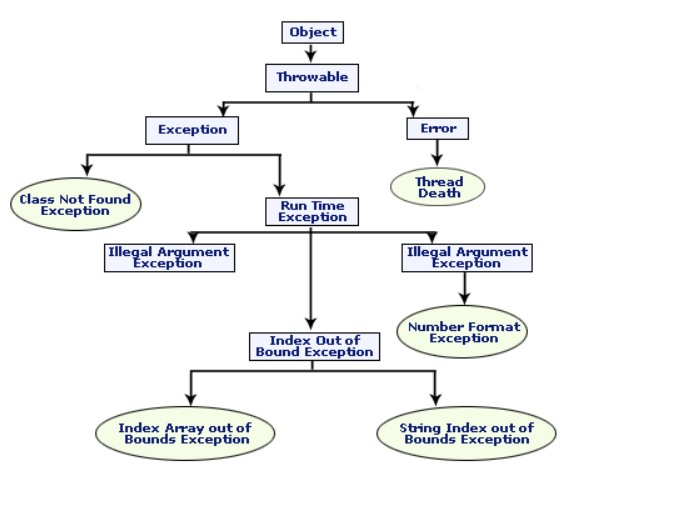 Object
Throwable
Exception
Error
Class Not Found
Exception
Thread
Death
Run Time
Exception
Illegal Argument
Exception
Illegal Argument
Exception
Number Format
Exception
Index Out of
Bound Exception
Index Array out of
Bounds Exception
String Index out of
Bounds Exception